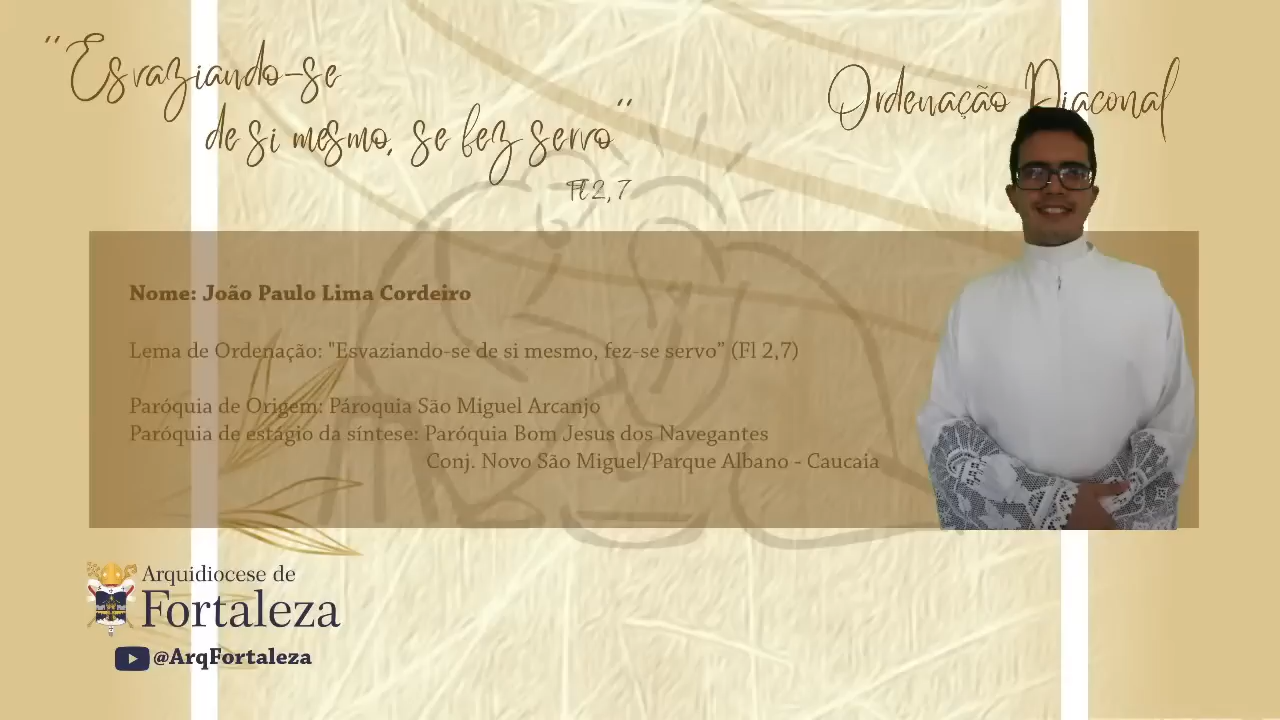 “Esvaziando-se
de si mesmo, se fez servo“
Fl 2, 7
Ordenação Diaconal
Nome: João Paulo Lima Cordeiro
Lema de Ordenação: "Esvaziando-se de si mesmo, fez-se servo” (Fl 2,7)
Paróquia de Origem: Pároquia São Miguel Arcanjo
Paróquia de estágio da síntese: Paróquia Bom Jesus dos Navegantes
Conj. Novo São Miguel/Parque Albano - Caucaia
Arquidiocese de
Fortaleza
@ArqFortaleza